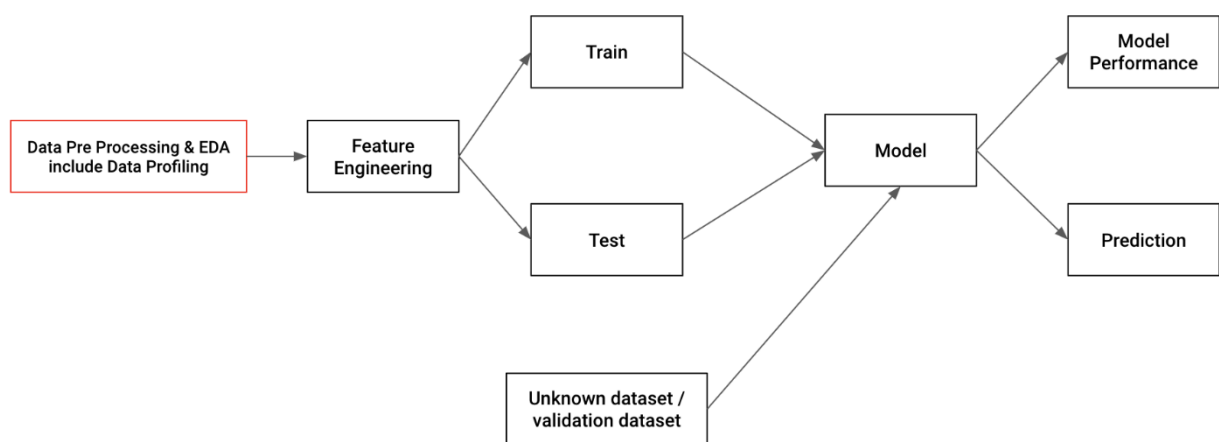 Data Pre Processing & EDA
include Data Profiling
Feature
Engineering
Train
Test
Unknown dataset /
validation dataset
Model
Model
Performance
Prediction